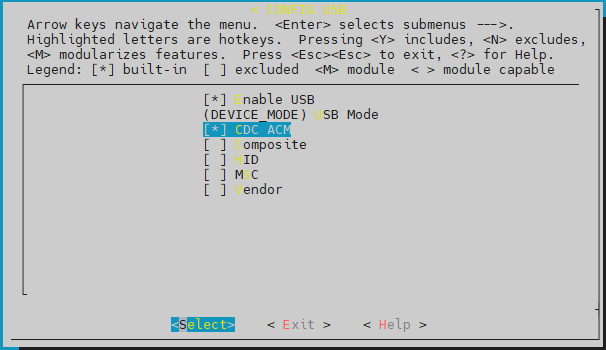 < CONFIG_USB
Arrow keys navigate the menu.  <Enter> selects submenus --->.
Highlighted letters are hotkeys.  Pressing <Y> includes, <N> excludes,
<M> modularizes features.  Press <Esc><Esc> to exit, <?> for Help.
Legend: [*] built-in  [ ] excluded  <M> module  < > module capable
[*] Enable USB
(DEVICE_MODE) USB Mode
[*] CDC ACM
[ ] Composite
[ ] HID
[ ] MSC
[ ] Vendor
<Select>    < Exit >    < Help >